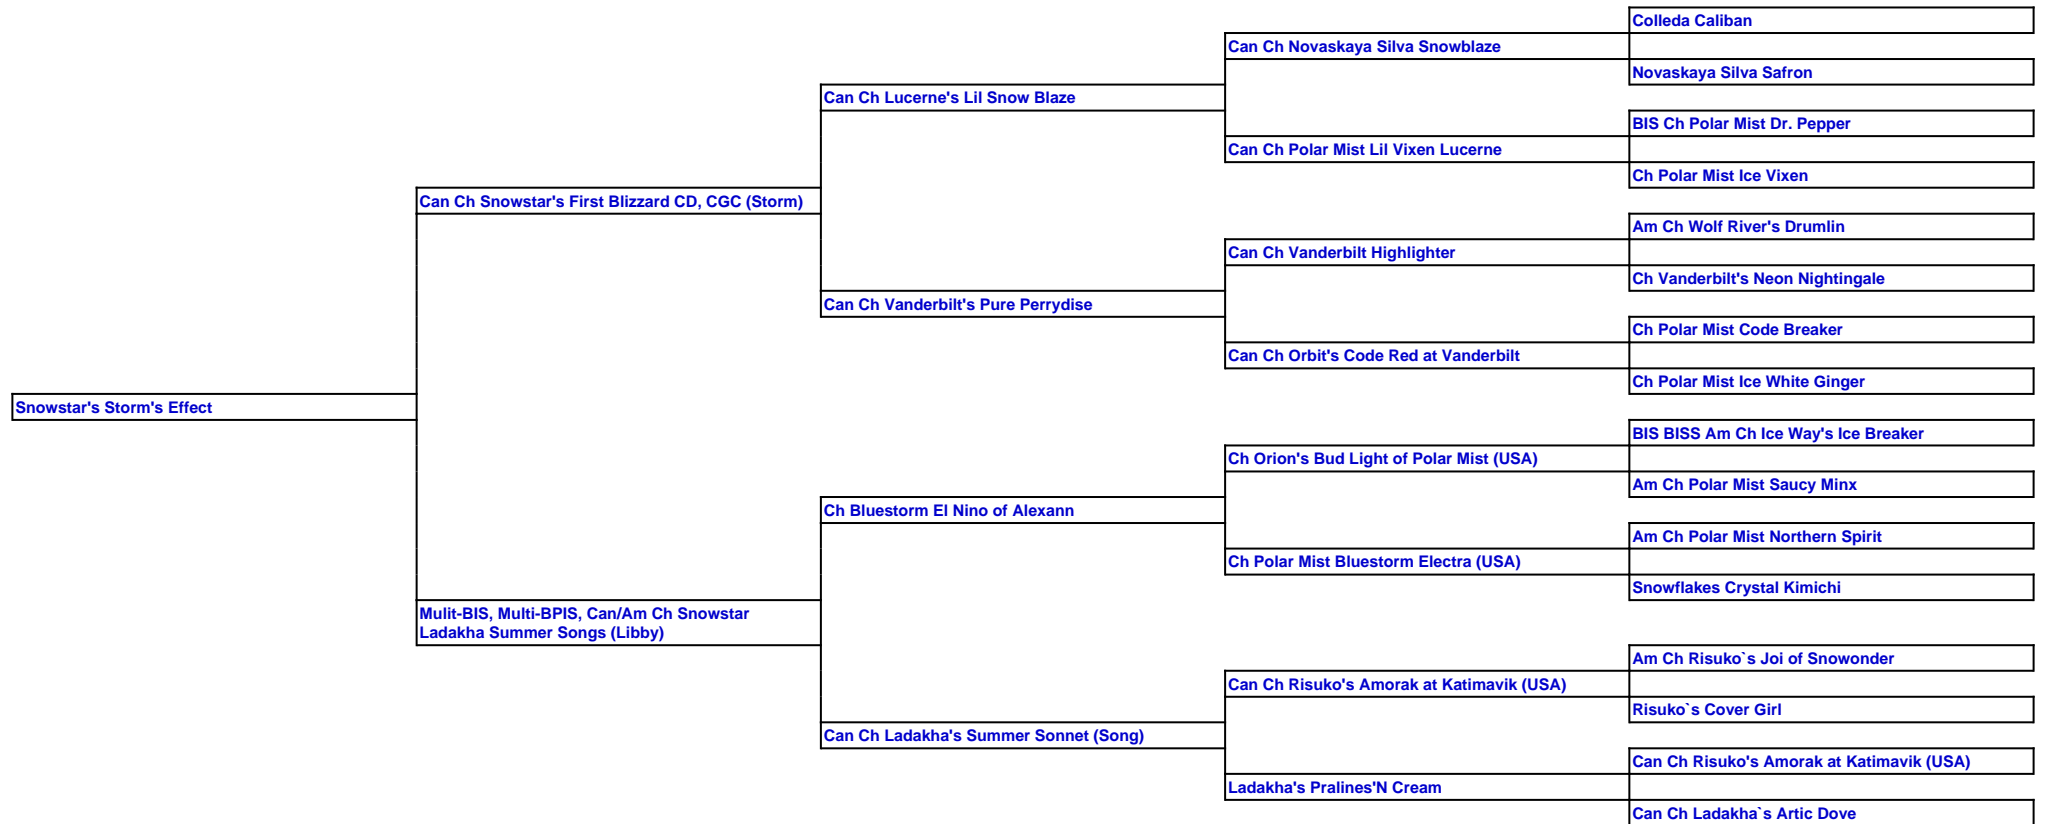 Colleda Caliban
Can Ch Novaskaya Silva Snowblaze
Novaskaya Silva Safron
Can Ch Lucerne's Lil Snow Blaze
BIS Ch Polar Mist Dr. Pepper
Can Ch Polar Mist Lil Vixen Lucerne
Ch Polar Mist Ice Vixen
Can Ch Snowstar's First Blizzard CD, CGC (Storm)
Am Ch Wolf River's Drumlin
Can Ch Vanderbilt Highlighter
Ch Vanderbilt's Neon Nightingale
Can Ch Vanderbilt's Pure Perrydise
Ch Polar Mist Code Breaker
Can Ch Orbit's Code Red at Vanderbilt
Ch Polar Mist Ice White Ginger
Snowstar's Storm's Effect
BIS BISS Am Ch Ice Way's Ice Breaker
Ch Orion's Bud Light of Polar Mist (USA)
Am Ch Polar Mist Saucy Minx
Ch Bluestorm El Nino of Alexann
Am Ch Polar Mist Northern Spirit
Ch Polar Mist Bluestorm Electra (USA)
Snowflakes Crystal Kimichi
Mulit-BIS, Multi-BPIS, Can/Am Ch Snowstar
Ladakha Summer Songs (Libby)
Am Ch Risuko`s Joi of Snowonder
Can Ch Risuko's Amorak at Katimavik (USA)
Risuko`s Cover Girl
Can Ch Ladakha's Summer Sonnet (Song)
Can Ch Risuko's Amorak at Katimavik (USA)
Ladakha's Pralines'N Cream
Can Ch Ladakha`s Artic Dove